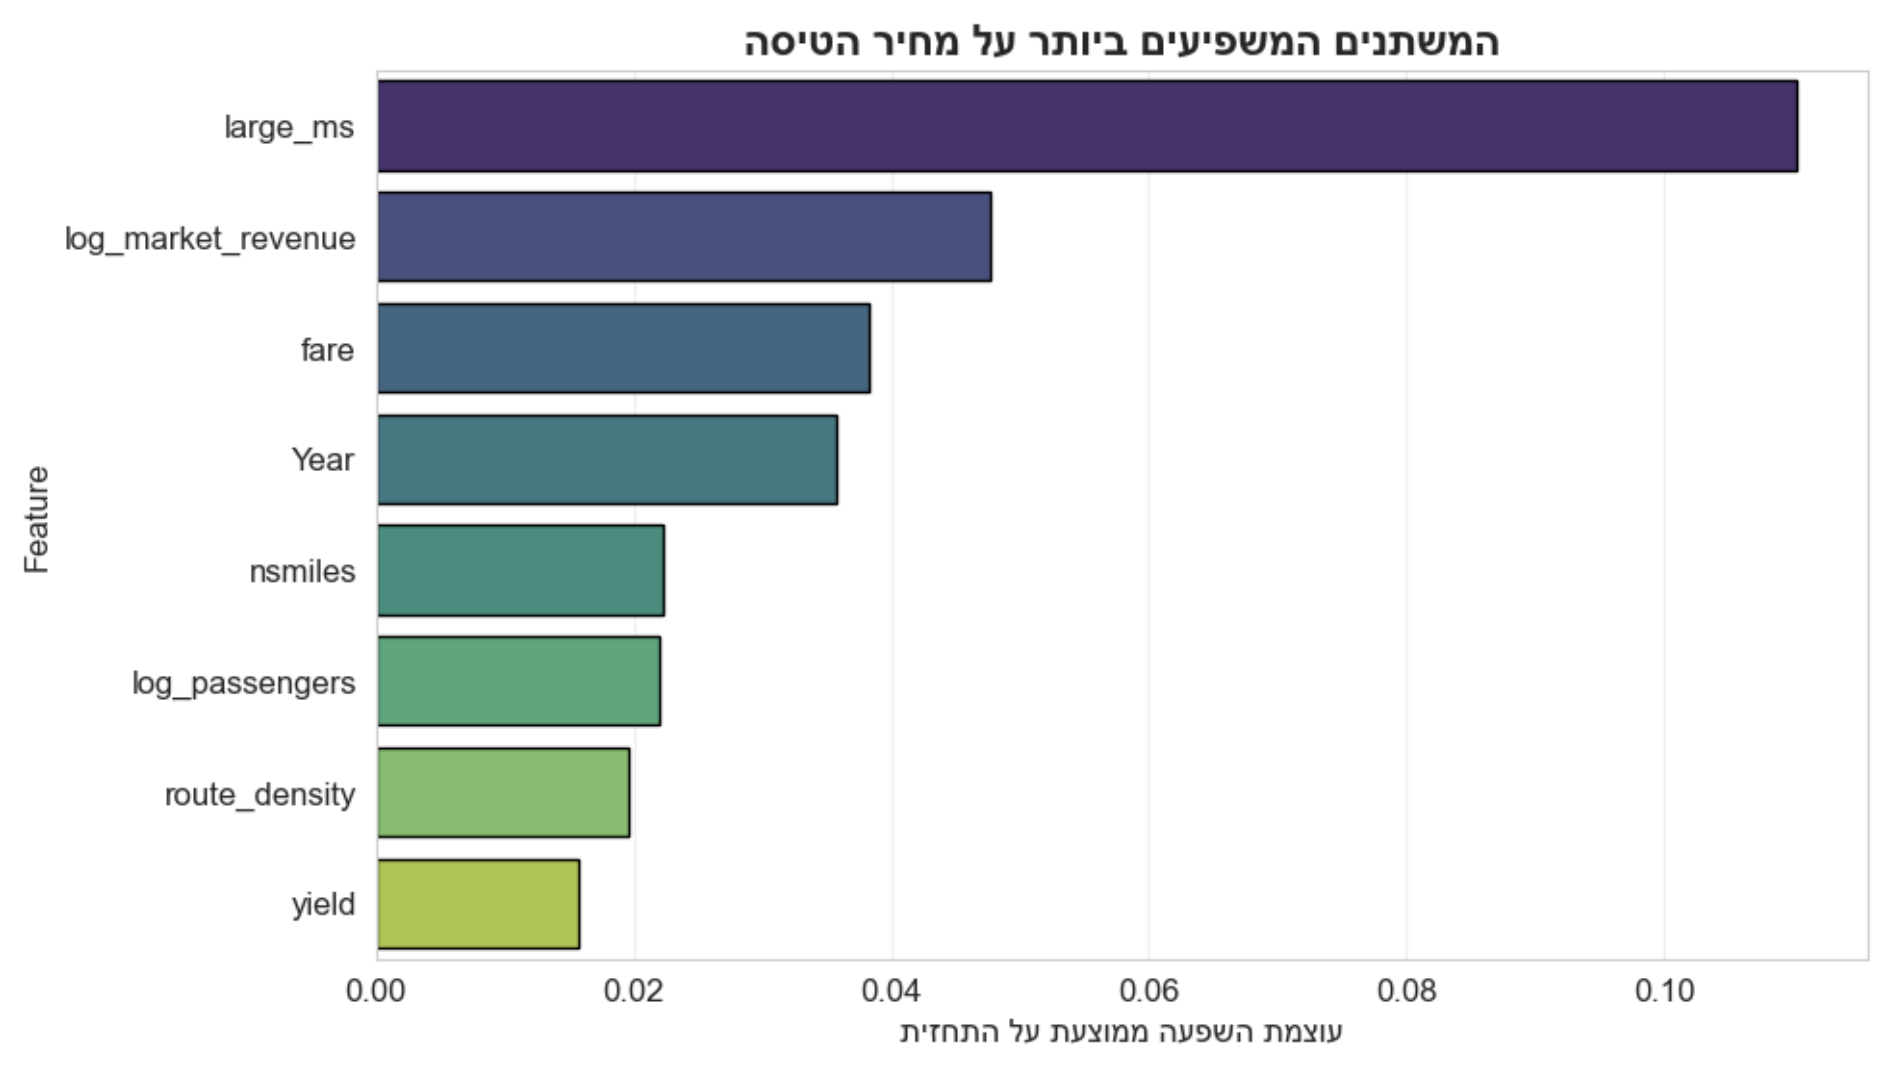 המשתנים המשפיעים ביותר על מחיר הטיסה
Feature
large_ms
log_market_revenue
fare
Year
nsmiles
log_passengers
route_density
yield
0.00 0.02 0.04 0.06 0.08 0.10
עוצמת השפעה ממוצעת על התחזית